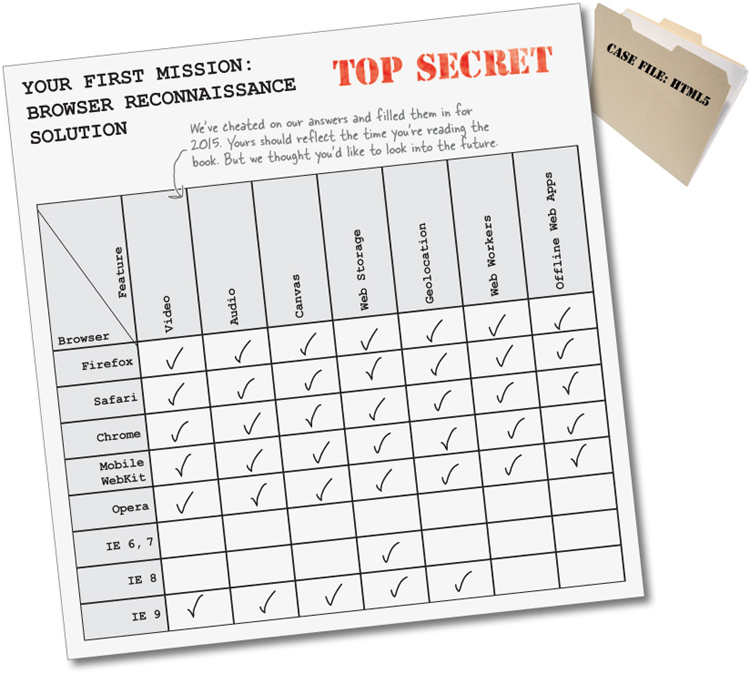 YOUR FIRST MISSION:
BROWSER RECONNAISSANCE
SOLUTION
TOP SECRET
CASE FILE: HTML5
We've cheated on our answers and filled them in for
2015. Yours should reflect the time you're reading the
book. But we thought you'd like to look into the future.
Feature
Browser
Video
Audio
Canvas
Web Storage
Geolocation
Web Workers
Offline Web Apps
Firefox ✓ ✓ ✓ ✓ ✓ ✓ ✓
Safari ✓ ✓ ✓ ✓ ✓ ✓ ✓
Chrome ✓ ✓ ✓ ✓ ✓ ✓ ✓
Mobile
WebKit ✓ ✓ ✓ ✓ ✓ ✓ ✓
Opera ✓ ✓ ✓ ✓ ✓ ✓ ✓
IE 6, 7
IE 8 ✓
IE 9 ✓ ✓ ✓ ✓ ✓